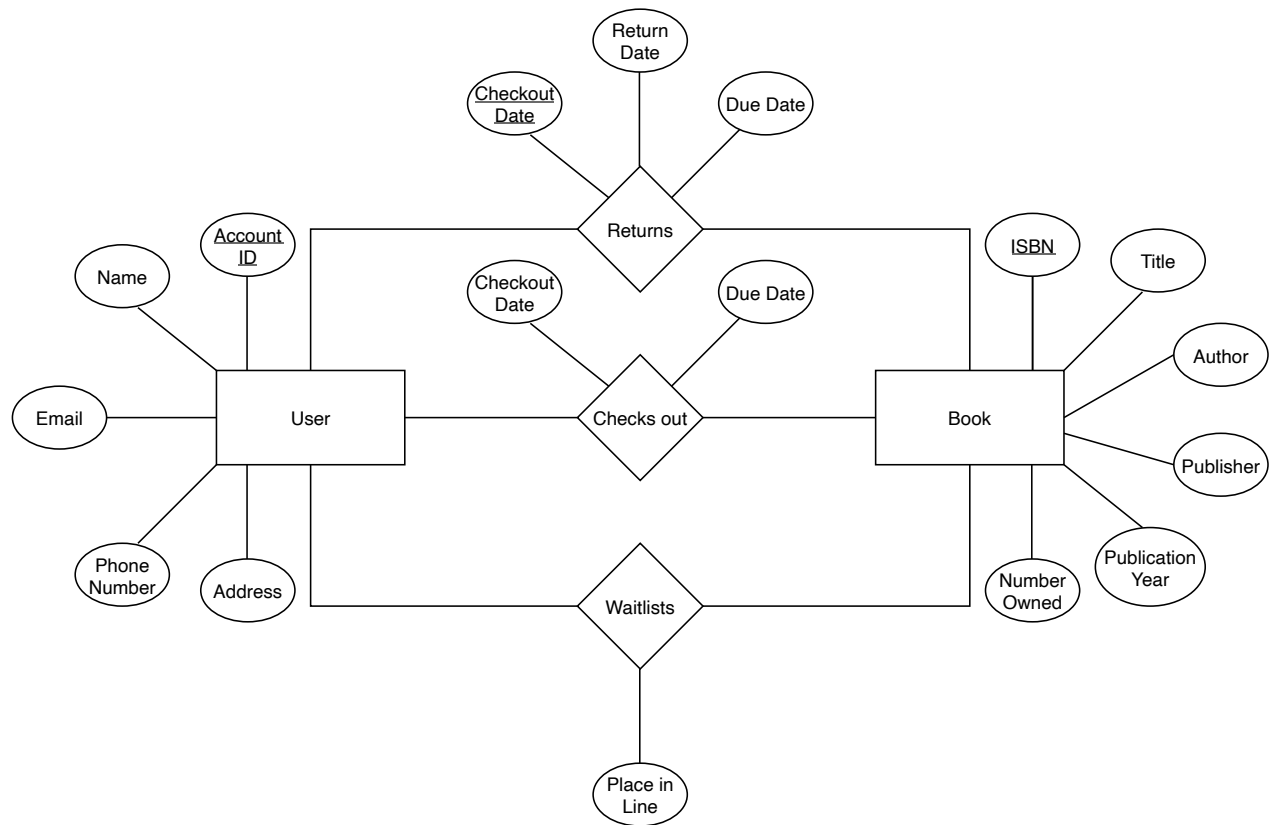 Return
Date
Checkout
Date
Due Date
Returns
Account
ID
ISBN
Name
Title
Checkout
Date
Due Date
Author
Email
User
Checks out
Book
Publisher
Phone
Number
Address
Waitlists
Number
Owned
Publication
Year
Place in
Line